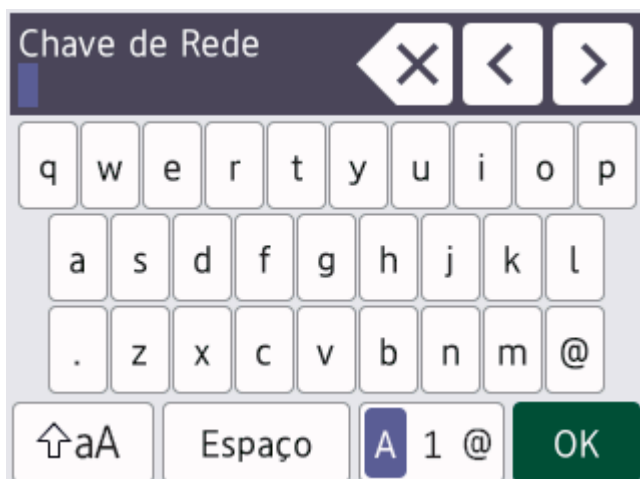 Chave de Rede
q w e r t y u i o p
a s d f g h j k l
. z x c v b n m @
aA Espaço A 1 @ OK